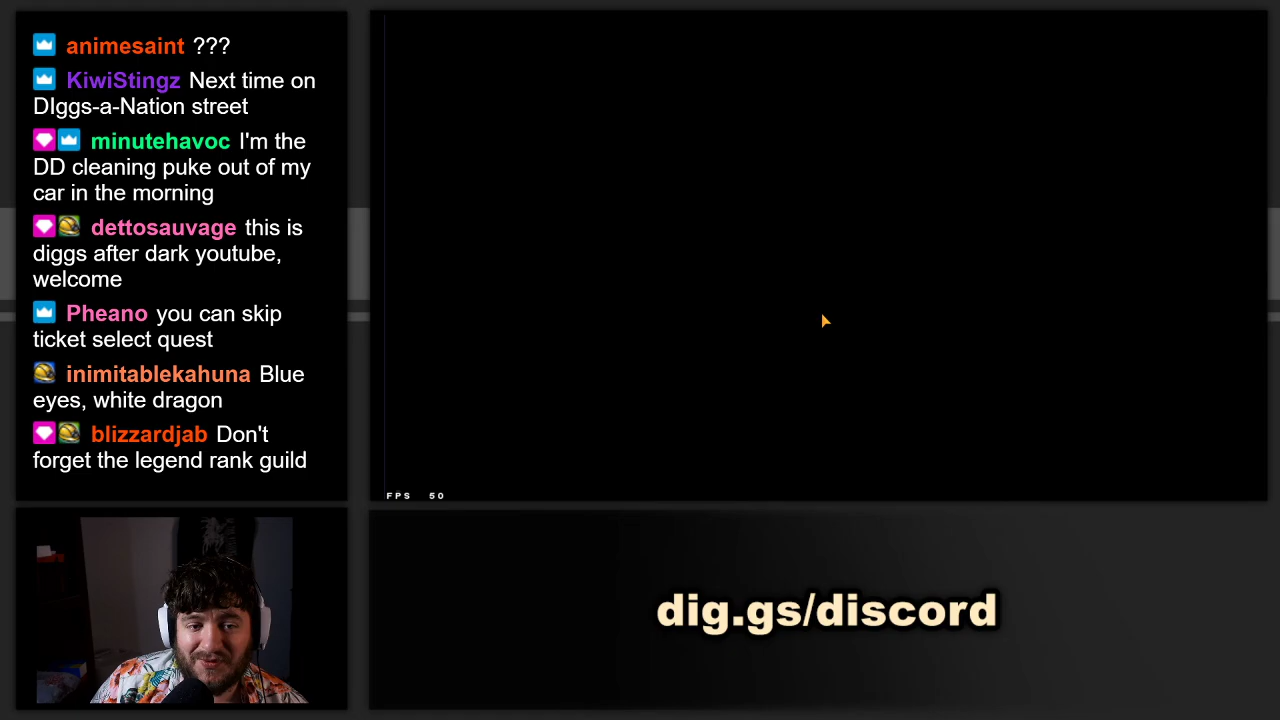 animesaint ???
KiwiStingz Next time on
DIggs-a-Nation street
minutehavoc I'm the
DD cleaning puke out of my
car in the morning
dettosauvage this is
diggs after dark youtube,
welcome
Pheano you can skip
ticket select quest
inimitablekahuna Blue
eyes, white dragon
blizzardjab Don't
forget the legend rank guild
FPS 50
dig.gs/discord